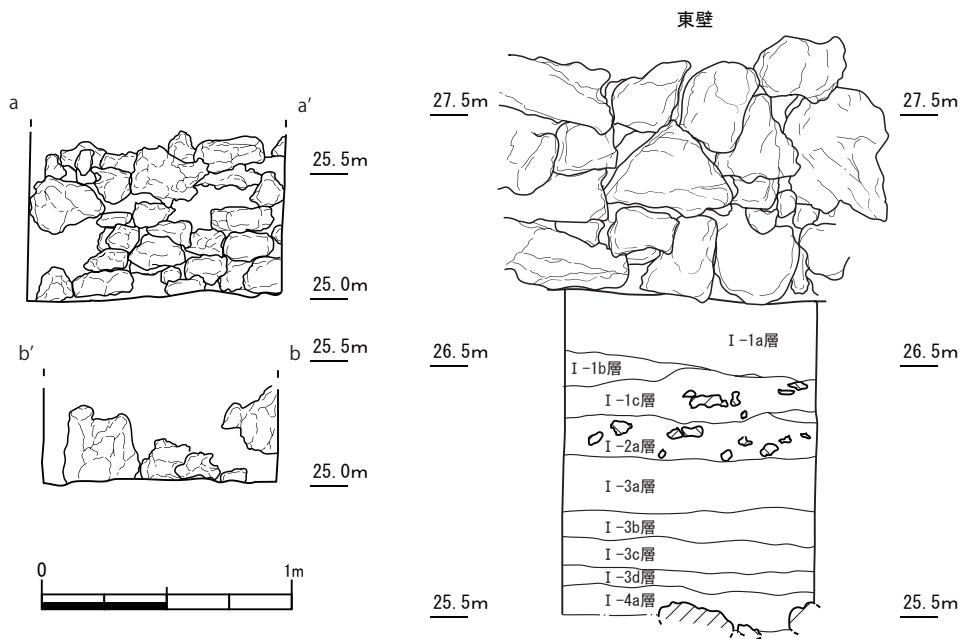 東壁
a
a′
25.5m
25.0m
b′
b
25.5m
25.0m
0
1m
27.5m
27.5m
26.5m
26.5m
25.5m
25.5m
Ⅰ-1a層
Ⅰ-1b層
Ⅰ-1c層
Ⅰ-2a層
Ⅰ-3a層
Ⅰ-3b層
Ⅰ-3c層
Ⅰ-3d層
Ⅰ-4a層